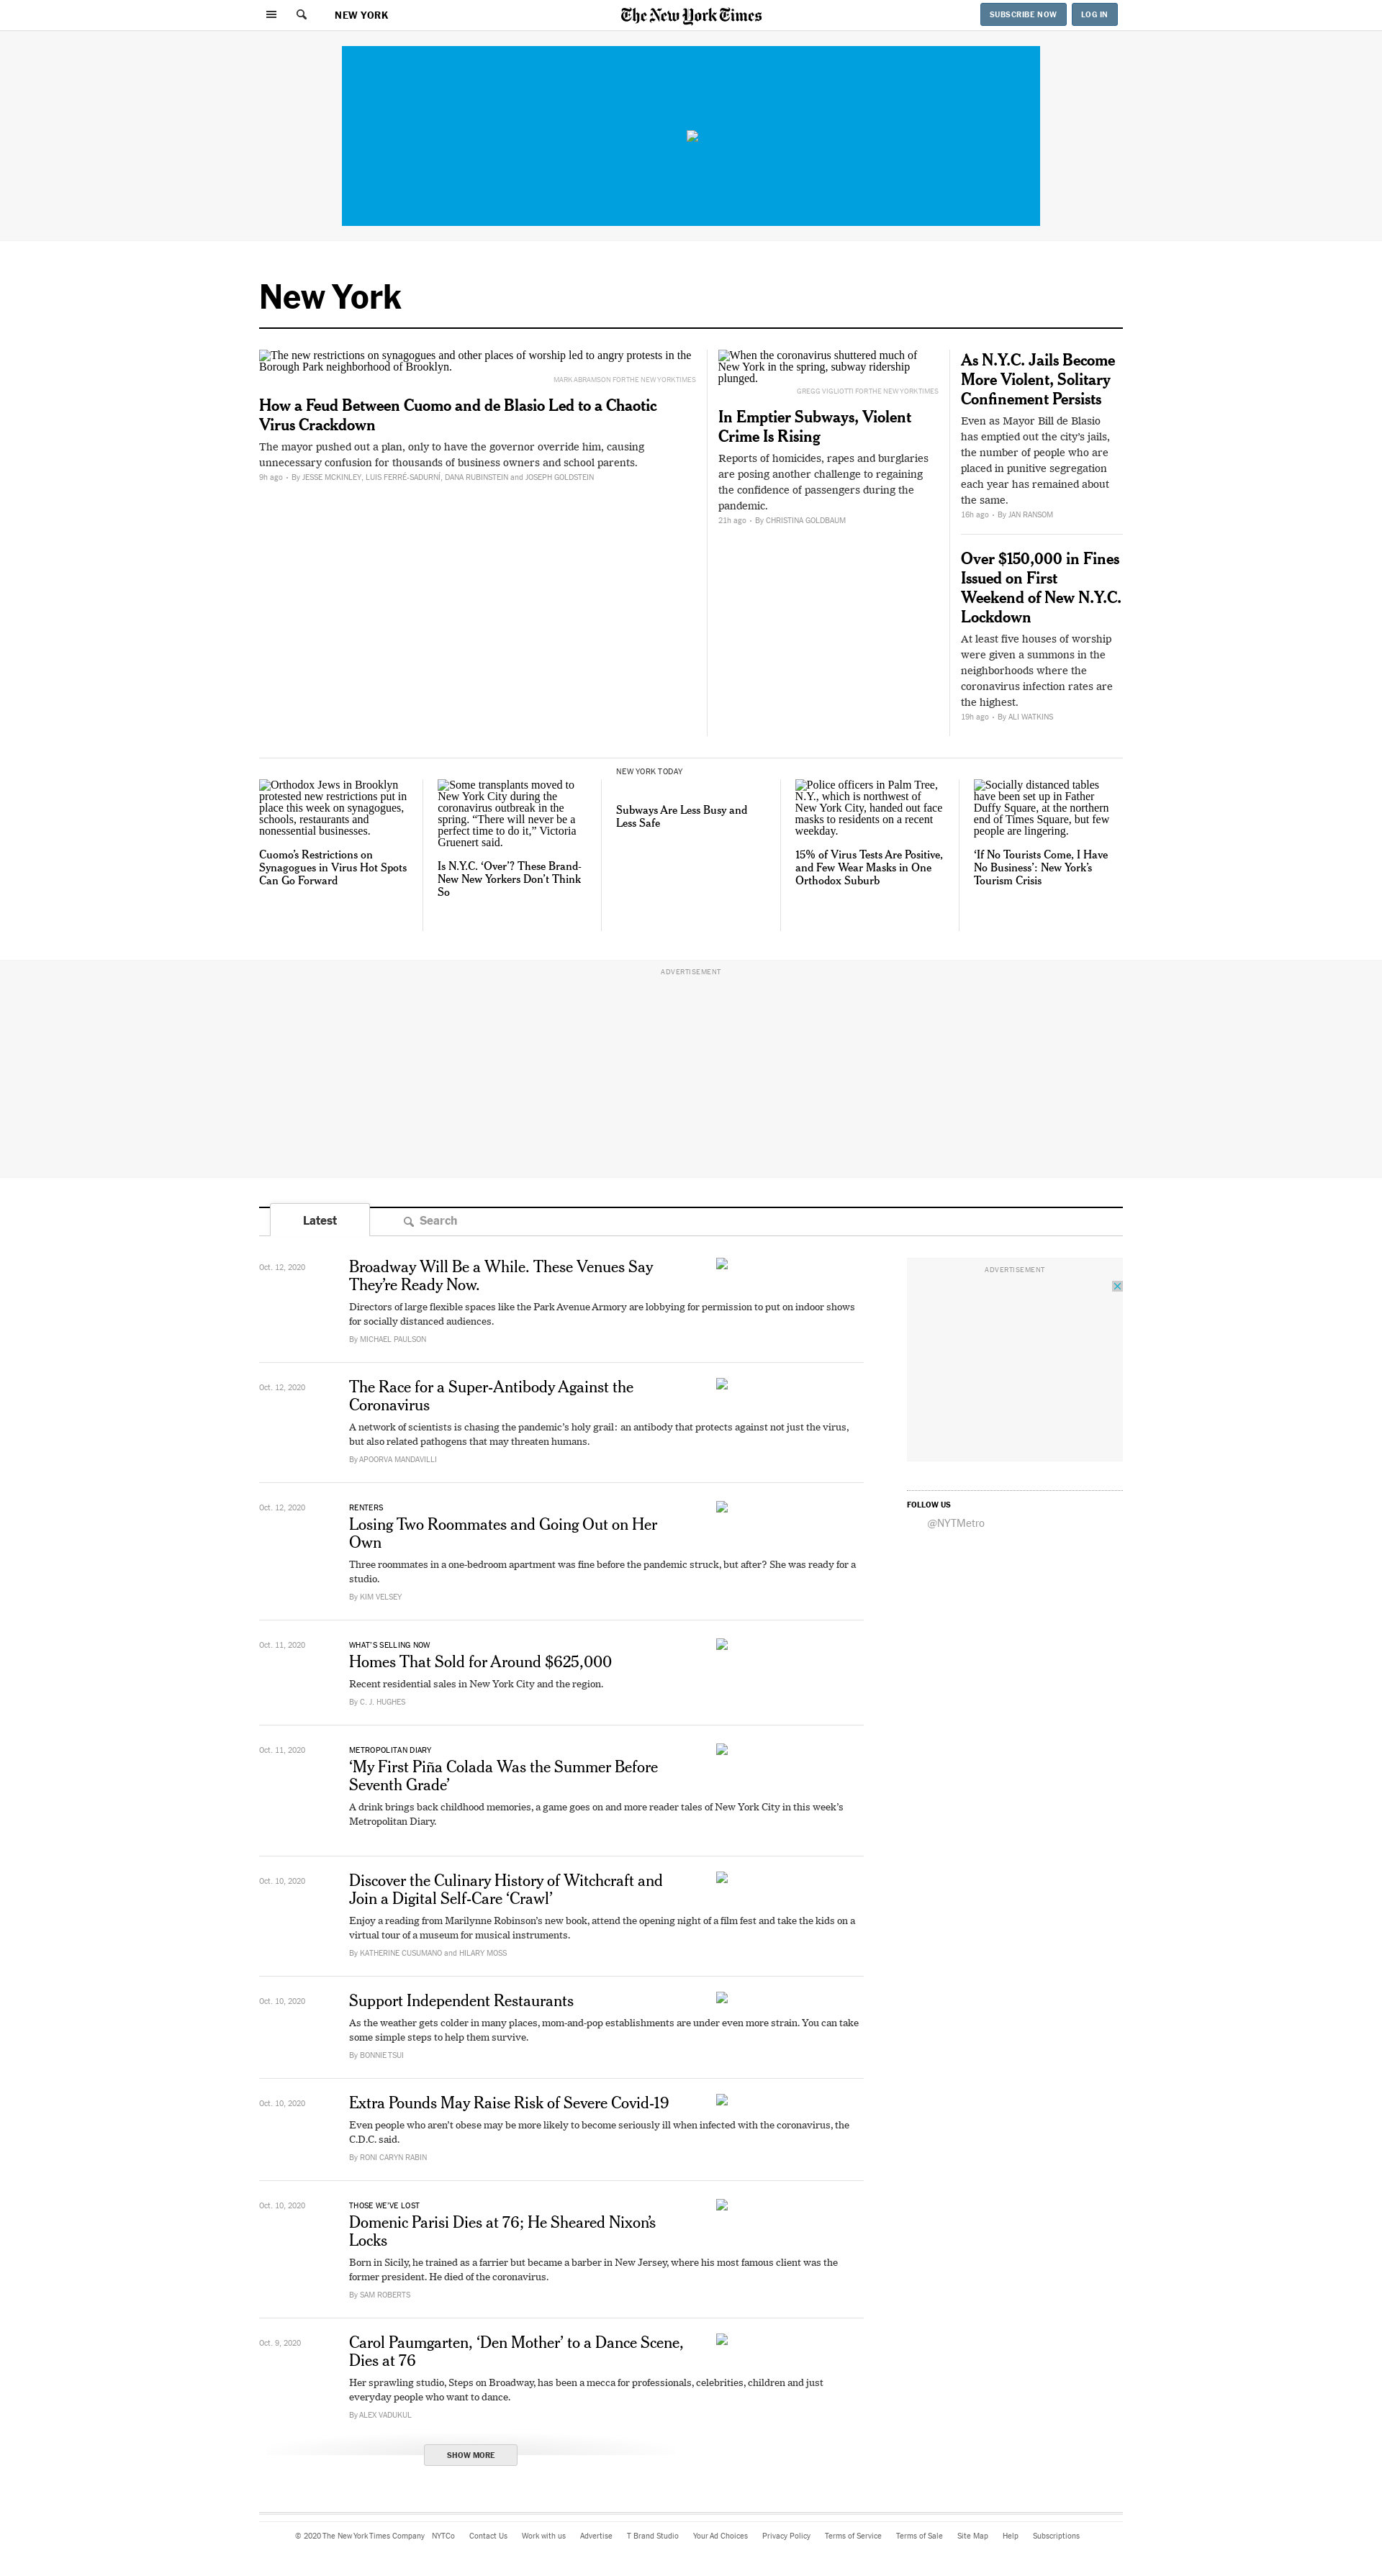 NEW YORK
The New York Times
SUBSCRIBE NOW
LOG IN
New York
The new restrictions on synagogues and other places of worship led to angry protests in the
Borough Park neighborhood of Brooklyn.
MARK ABRAMSON FOR THE NEW YORK TIMES
How a Feud Between Cuomo and de Blasio Led to a Chaotic
Virus Crackdown
The mayor pushed out a plan, only to have the governor override him, causing
unnecessary confusion for thousands of business owners and school parents.
9h ago • By JESSE McKINLEY, LUIS FERRÉ-SADURNÍ, DANA RUBINSTEIN and JOSEPH GOLDSTEIN
When the coronavirus shuttered much of
New York in the spring, subway ridership
plunged.
GREGG VIGLIOTTI FOR THE NEW YORK TIMES
In Emptier Subways, Violent
Crime Is Rising
Reports of homicides, rapes and burglaries
are posing another challenge to regaining
the confidence of passengers during the
pandemic.
21h ago • By CHRISTINA GOLDBAUM
As N.Y.C. Jails Become
More Violent, Solitary
Confinement Persists
Even as Mayor Bill de Blasio
has emptied out the city's jails,
the number of people who are
placed in punitive segregation
each year has remained about
the same.
16h ago • By JAN RANSOM
Over $150,000 in Fines
Issued on First
Weekend of New N.Y.C.
Lockdown
At least five houses of worship
were given a summons in the
neighborhoods where the
coronavirus infection rates are
the highest.
19h ago • By ALI WATKINS
Orthodox Jews in Brooklyn
protested new restrictions put in
place this week on synagogues,
schools, restaurants and
nonessential businesses.
Cuomo's Restrictions on
Synagogues in Virus Hot Spots
Can Go Forward
Some transplants moved to
New York City during the
coronavirus outbreak in the
spring. “There will never be a
perfect time to do it,” Victoria
Gruenert said.
Is N.Y.C. ‘Over’? These Brand-
New New Yorkers Don’t Think
So
NEW YORK TODAY
Subways Are Less Busy and
Less Safe
Police officers in Palm Tree,
N.Y., which is northwest of
New York City, handed out face
masks to residents on a recent
weekday.
15% of Virus Tests Are Positive,
and Few Wear Masks in One
Orthodox Suburb
Socially distanced tables
have been set up in Father
Duffy Square, at the northern
end of Times Square, but few
people are lingering.
‘If No Tourists Come, I Have
No Business’: New York’s
Tourism Crisis
ADVERTISEMENT
Latest
Search
Oct. 12, 2020
Broadway Will Be a While. These Venues Say
They’re Ready Now.
Directors of large flexible spaces like the Park Avenue Armory are lobbying for permission to put on indoor shows
for socially distanced audiences.
By MICHAEL PAULSON
ADVERTISEMENT
Oct. 12, 2020
The Race for a Super-Antibody Against the
Coronavirus
A network of scientists is chasing the pandemic’s holy grail: an antibody that protects against not just the virus,
but also related pathogens that may threaten humans.
By APOORVA MANDAVILLI
FOLLOW US
@NYTMetro
Oct. 12, 2020
RENTERS
Losing Two Roommates and Going Out on Her
Own
Three roommates in a one-bedroom apartment was fine before the pandemic struck, but after? She was ready for a
studio.
By KIM VELSEY
Oct. 11, 2020
WHAT’S SELLING NOW
Homes That Sold for Around $625,000
Recent residential sales in New York City and the region.
By C. J. HUGHES
Oct. 11, 2020
METROPOLITAN DIARY
‘My First Piña Colada Was the Summer Before
Seventh Grade’
A drink brings back childhood memories, a game goes on and more reader tales of New York City in this week’s
Metropolitan Diary.
Oct. 10, 2020
Discover the Culinary History of Witchcraft and
Join a Digital Self-Care ‘Crawl’
Enjoy a reading from Marilynne Robinson’s new book, attend the opening night of a film fest and take the kids on a
virtual tour of a museum for musical instruments.
By KATHERINE CUSUMANO and HILARY MOSS
Oct. 10, 2020
Support Independent Restaurants
As the weather gets colder in many places, mom-and-pop establishments are under even more strain. You can take
some simple steps to help them survive.
By BONNIE TSUI
Oct. 10, 2020
Extra Pounds May Raise Risk of Severe Covid-19
Even people who aren’t obese may be more likely to become seriously ill when infected with the coronavirus, the
C.D.C. said.
By RONI CARYN RABIN
Oct. 10, 2020
THOSE WE’VE LOST
Domenic Parisi Dies at 76; He Sheared Nixon’s
Locks
Born in Sicily, he trained as a farrier but became a barber in New Jersey, where his most famous client was the
former president. He died of the coronavirus.
By SAM ROBERTS
Oct. 9, 2020
Carol Paumgarten, ‘Den Mother’ to a Dance Scene,
Dies at 76
Her sprawling studio, Steps on Broadway, has been a mecca for professionals, celebrities, children and just
everyday people who want to dance.
By ALEX VADUKUL
SHOW MORE
© 2020 The New York Times Company NYTCo Contact Us Work with us Advertise T Brand Studio Your Ad Choices Privacy Policy Terms of Service Terms of Sale Site Map Help Subscriptions